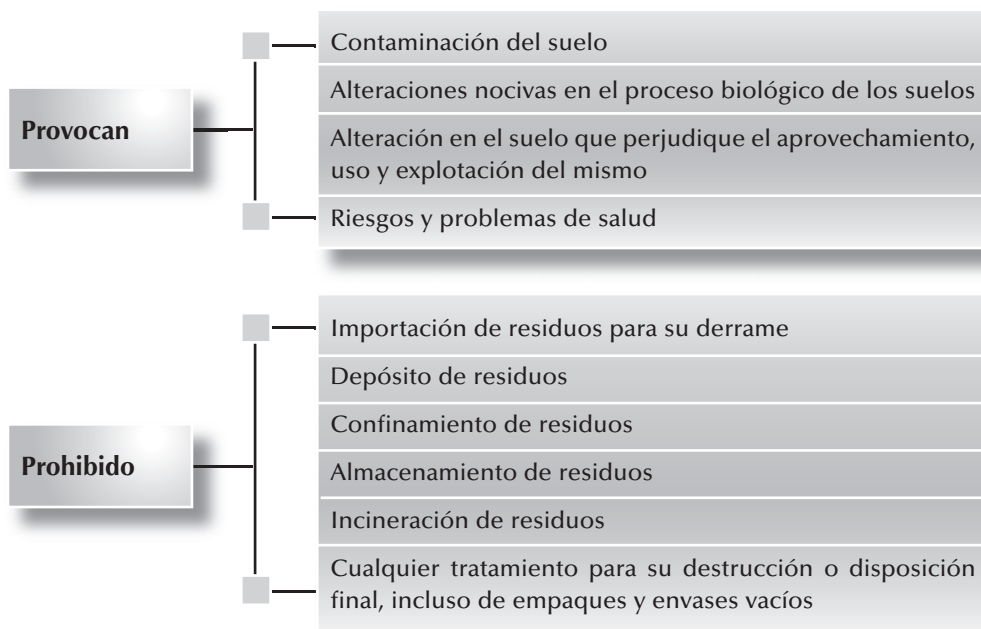 Provocan
Contaminación del suelo
Alteraciones nocivas en el proceso biológico de los suelos
Alteración en el suelo que perjudique el aprovechamiento,
uso y explotación del mismo
Riesgos y problemas de salud
Prohibido
Importación de residuos para su derrame
Depósito de residuos
Confinamiento de residuos
Almacenamiento de residuos
Incineración de residuos
Cualquier tratamiento para su destrucción o disposición
final, incluso de empaques y envases vacíos